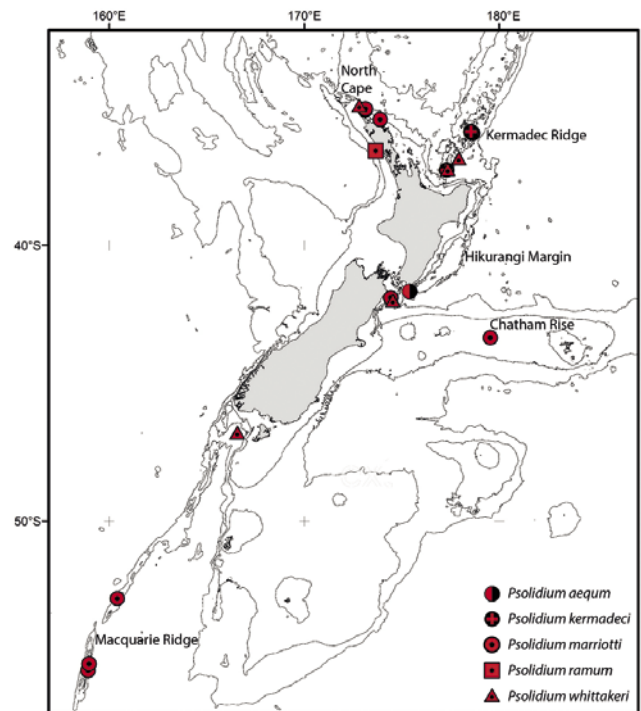 160°E 170°E 180°E
North
Cape
Kermadec Ridge
40°S
Hikurangi Margin
Chatham Rise
50°S
Macquarie Ridge
Psolidium aequm
Psolidium kermadeci
Psolidium marriotti
Psolidium ramum
Psolidium whittakeri